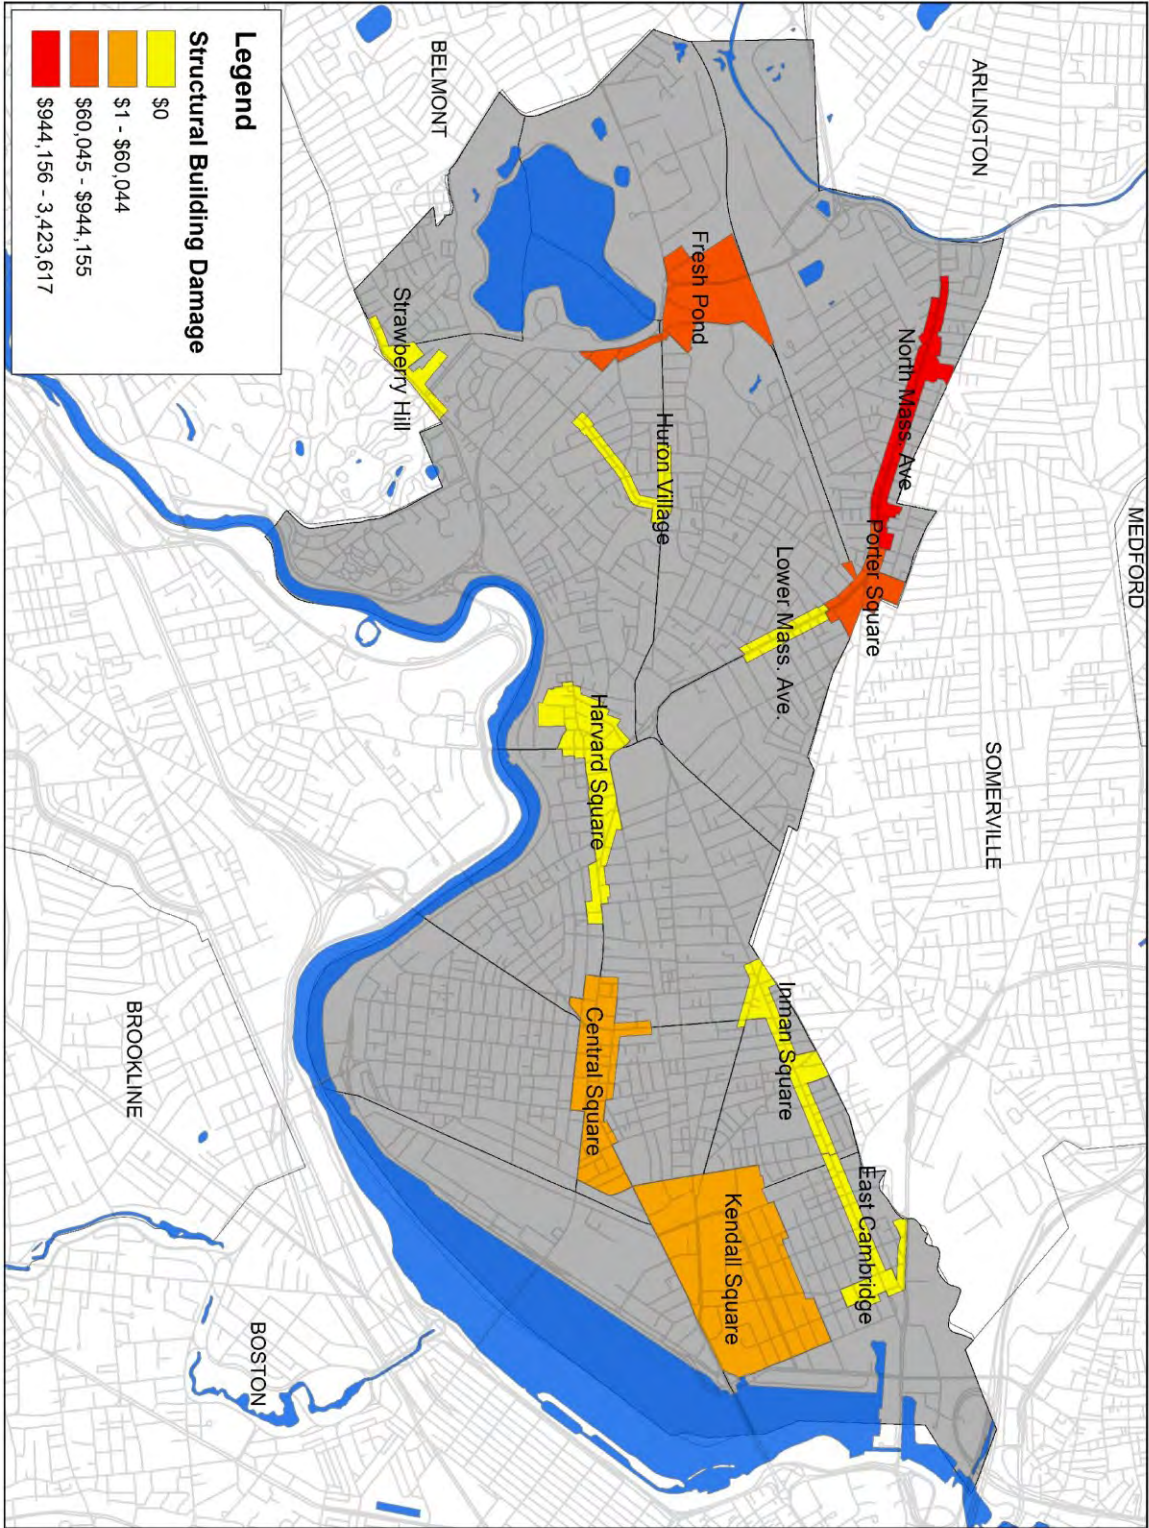 ARLINGTON
MEDFORD
SOMERVILLE
BELMONT
North Mass. Ave
Porter Square
Fresh Pond
Lower Mass. Ave.
Huron Village
Strawberry Hill
Harvard Square
Inman Square
East Cambridge
Central Square
Kendall Square
BROOKLINE
BOSTON
Legend
Structural Building Damage
$0
$1 - $60,044
$60,045 - $944,155
$944,156 - 3,423,617